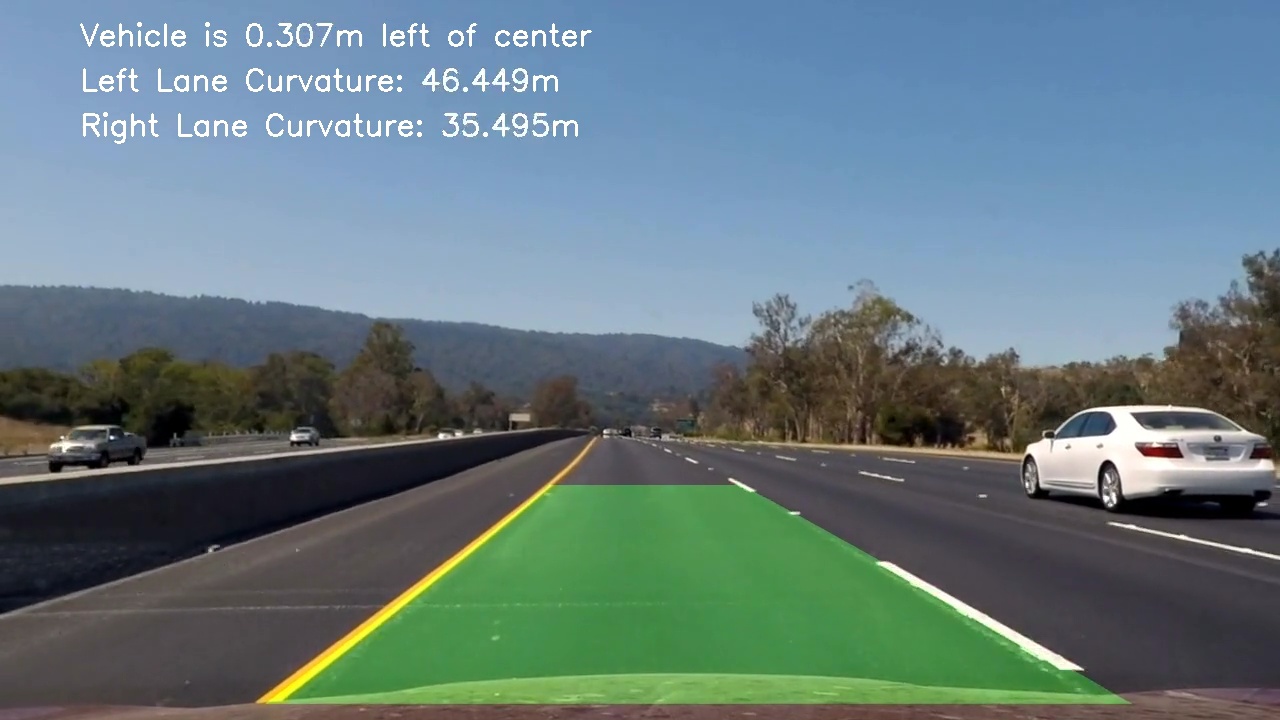 Vehicle is 0.307m left of center
Left Lane Curvature: 46.449m
Right Lane Curvature: 35.495m